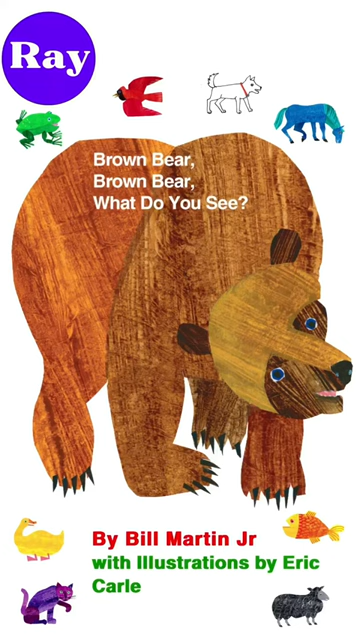 Ray
Brown Bear,
Brown Bear,
What Do You See?
By Bill Martin Jr
with Illustrations by Eric
Carle